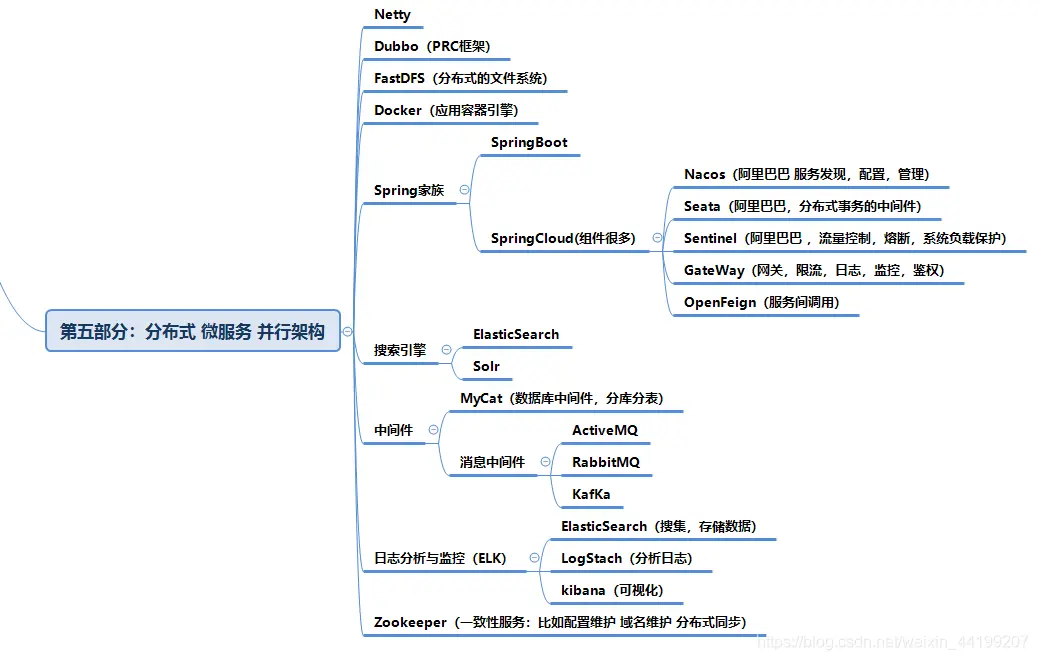 Netty
Dubbo（PRC框架）
FastDFS（分布式的文件系统）
Docker（应用容器引擎）
SpringBoot
Nacos（阿里巴巴 服务发现，配置，管理）
Spring家族
Seata（阿里巴巴，分布式事务的中间件）
SpringCloud(组件很多)
Sentinel（阿里巴巴 ，流量控制，熔断，系统负载保护）
GateWay（网关，限流，日志，监控，鉴权）
OpenFeign（服务间调用）
第五部分：分布式 微服务 并行架构
ElasticSearch
搜索引擎
Solr
MyCat（数据库中间件，分库分表）
中间件
ActiveMQ
消息中间件
RabbitMQ
KafKa
ElasticSearch（搜集，存储数据）
日志分析与监控（ELK）
LogStach（分析日志）
kibana（可视化）
Zookeeper（一致性服务：比如配置维护 域名维护 分布式同步）
https://blog.csdn.net/weixin_44199207